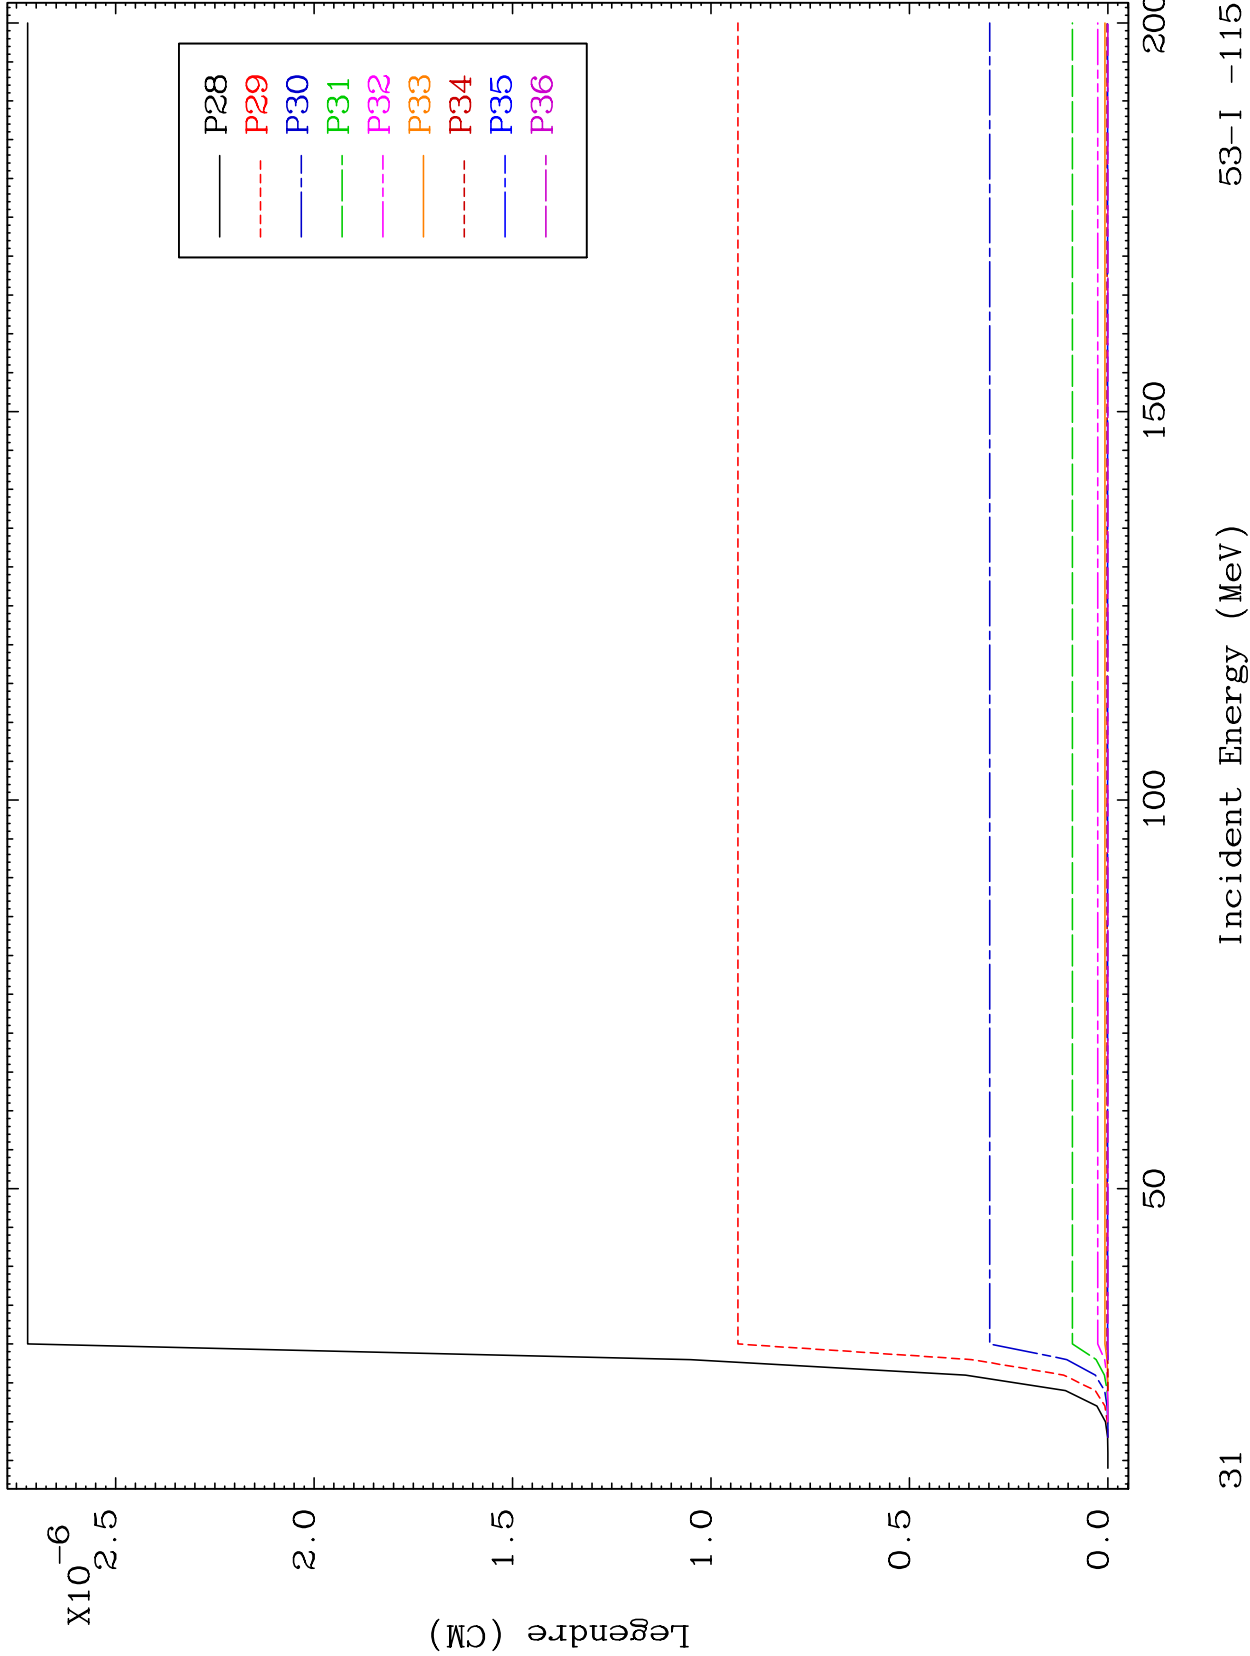 X10⁻⁶
2.5
2.0
1.5
1.0
0.5
0.0
Legendre (CM)
P28
P29
P30
P31
P32
P33
P34
P35
P36
50
100
150
200
Incident Energy (MeV)
31
53-I -115